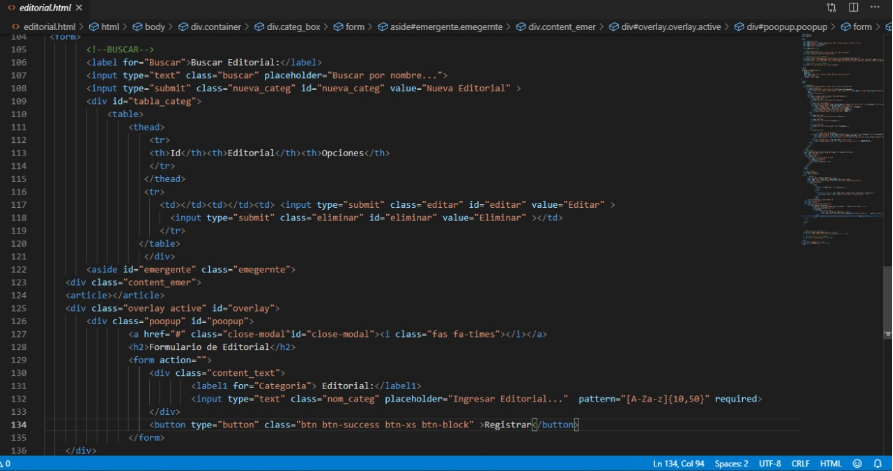 editorial.html
editorial.html > html > body > div.container > div.categ_box > form > aside#emergente.emegernte > div.content_emer > div#overlay.overlay.active > div#poopup.poopup > form >
104 <form>
105 <!--BUSCAR-->
106 <label for="Buscar">Buscar Editorial:</label>
107 <input type="text" class="buscar" placeholder="Buscar por nombre...">
108 <input type="submit" class="nueva_categ" id="nueva_categ" value="Nueva Editorial" >
109 <div id="tabla_categ">
110 <table>
111 <thead>
112 <tr>
113 <th>Id</th><th>Editorial</th><th>Opciones</th>
114 </tr>
115 </thead>
116 <tr>
117 <td></td><td></td><td> <input type="submit" class="editar" id="editar" value="Editar" >
118 <input type="submit" class="eliminar" id="eliminar" value="Eliminar" ></td>
119 </tr>
120 </table>
121 </div>
122 <aside id="emergente" class="emegernte">
123 <div class="content_emer">
124 <article></article>
125 <div class="overlay active" id="overlay">
126 <div class="poopup" id="poopup">
127 <a href="#" class="close-modal"id="close-modal"><i class="fas fa-times"></i></a>
128 <h2>Formulario de Editorial</h2>
129 <form action="">
130 <div class="content_text">
131 <label1 for="Categoria"> Editorial:</label1>
132 <input type="text" class="nom_categ" placeholder="Ingresar Editorial..." pattern="[A-Za-z]{10,50}" required>
133 </div>
134 <button type="button" class="btn btn-success btn-xs btn-block" >Registrar</button>
135 </form>
136 </div>
0 Ln 134, Col 94 Spaces: 2 UTF-8 CRLF HTML